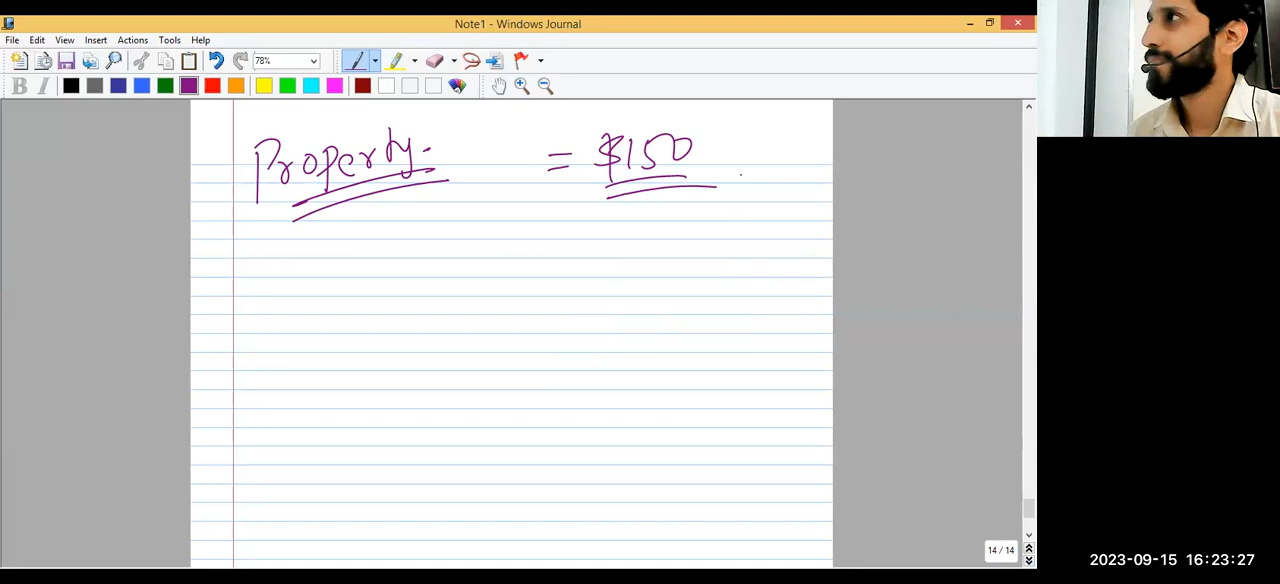 Note1 - Windows Journal
File Edit View Insert Actions Tools Help
78%
B I
Property. = $150
14 / 14
2023-09-15 16:23:27